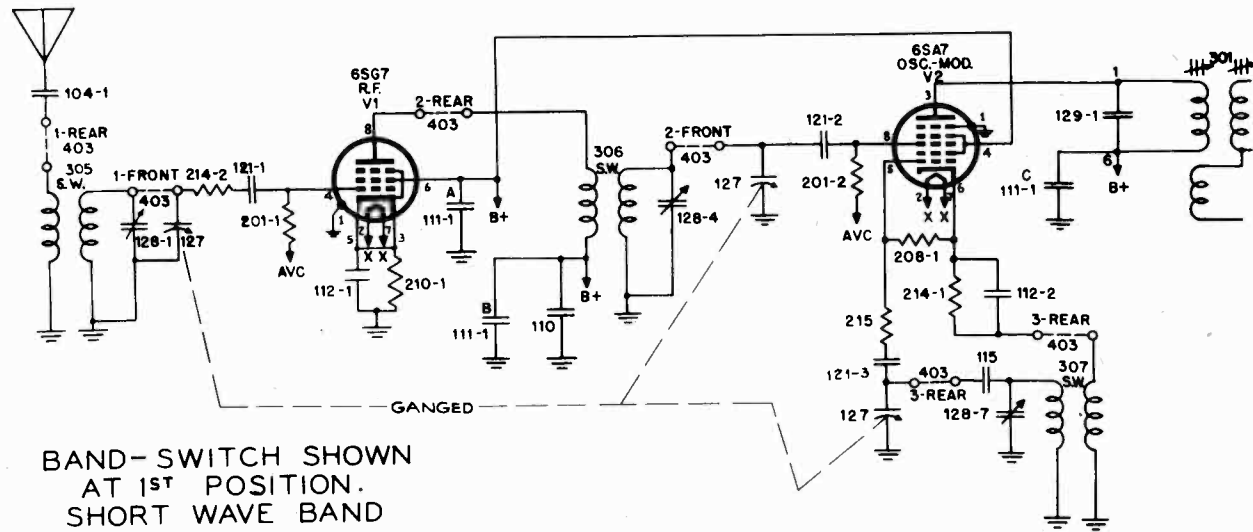 104-1
1-REAR
403
305
S.W.
1-FRONT
403
128-1
127
214-2
121-1
201-1
AVC
6SG7
R.F.
V1
8
4
1
5
2
7
3
6
X X
112-1
210-1
A
111-1
B+
2-REAR
403
306
S.W.
B
111-1
110
B+
2-FRONT
403
128-4
127
121-2
201-2
AVC
6SA7
OSC.-MOD.
V2
3
8
5
1
4
2
6
X X
208-1
214-1
112-2
215
121-3
127
403
3-REAR
115
128-7
3-REAR
403
307
S.W.
1
129-1
6
B+
C
111-1
301
GANGED
BAND-SWITCH SHOWN
AT 1ST POSITION.
SHORT WAVE BAND